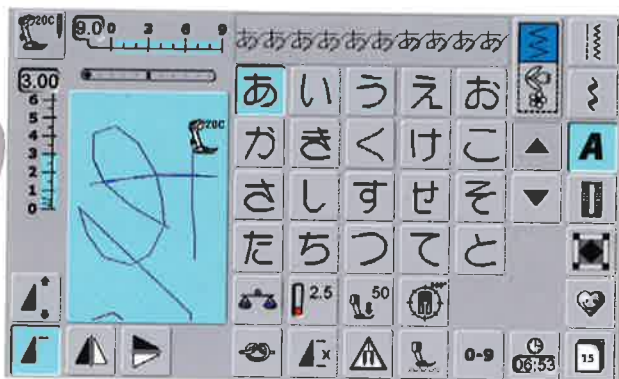 20C 9.0 0 3 6 9 ああああああああああ
3.00
6
5
4
3
2
1
0
20C
あ い う え お
か き く け こ
さ し す せ そ
た ち つ て と
2.5 50
A
x 0-9 06:53 15